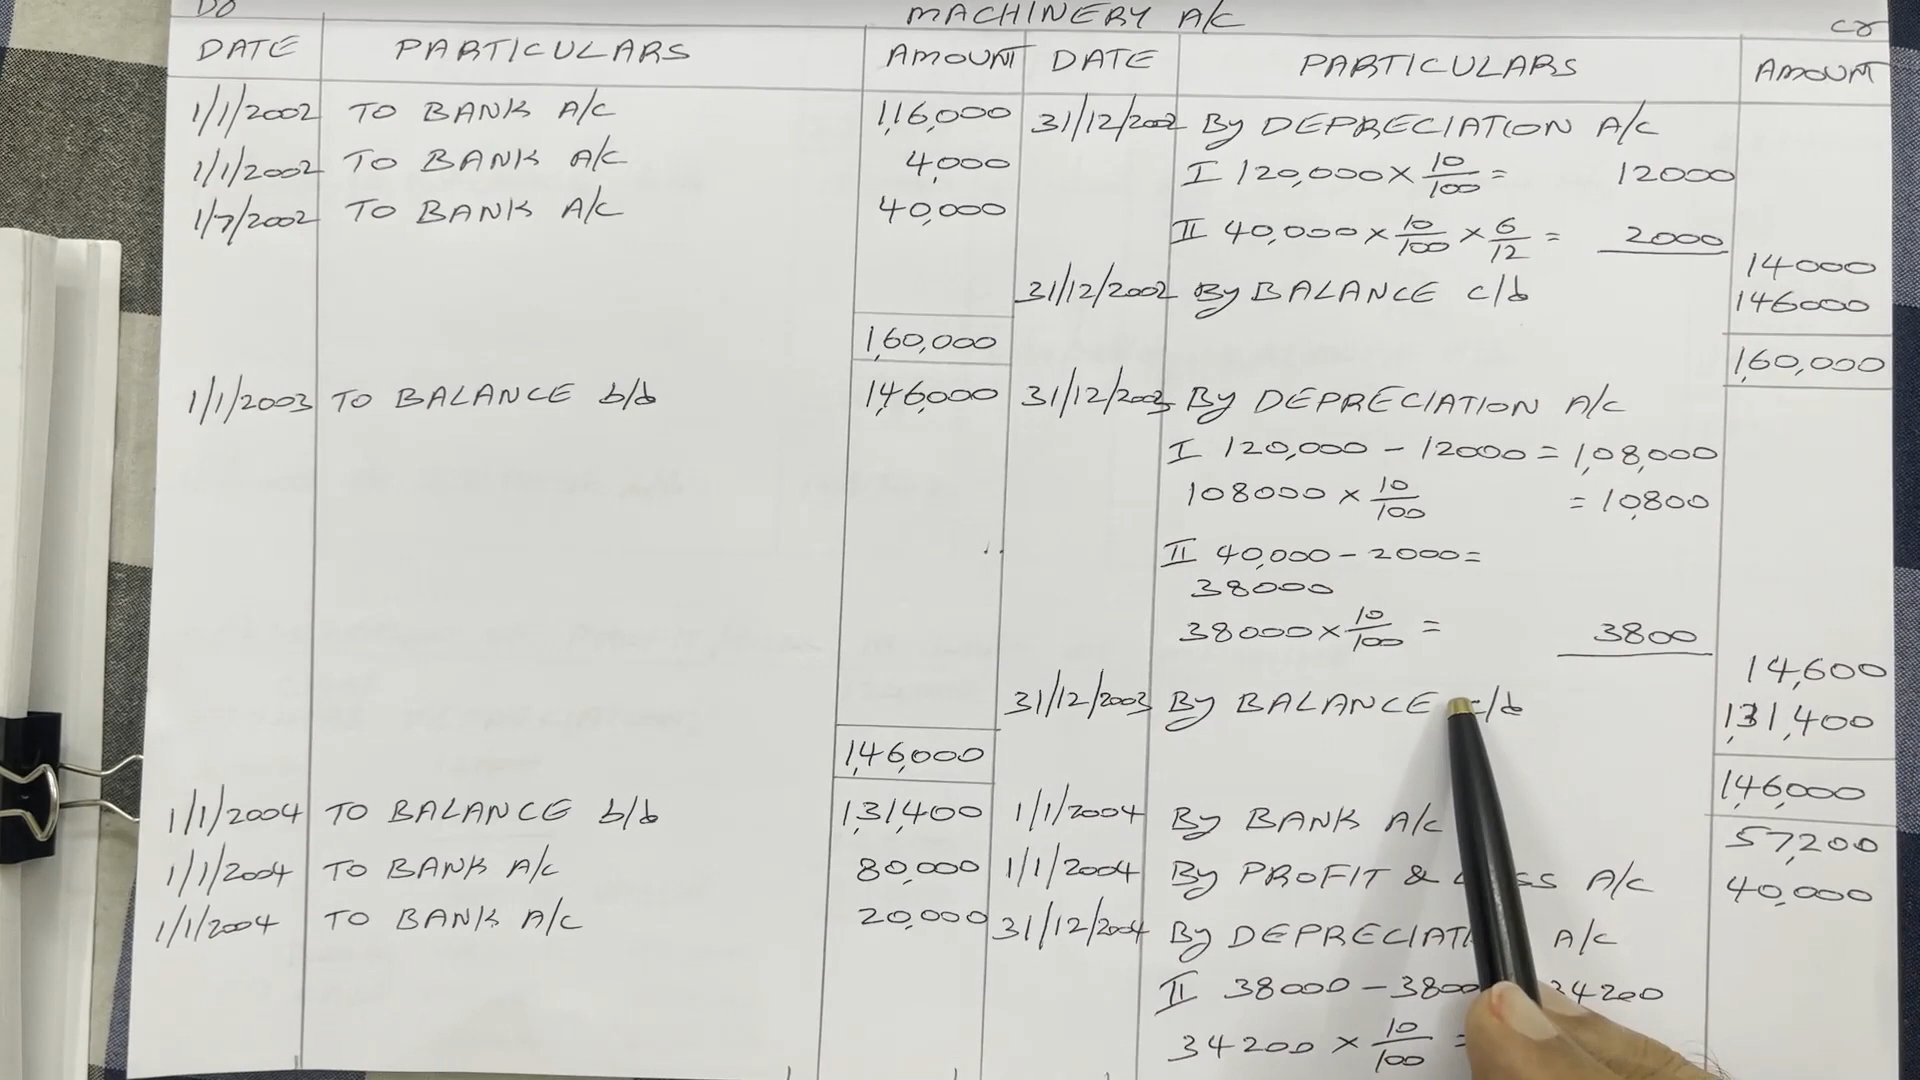 Dr MACHINERY A/C Cr
DATE PARTICULARS AMOUNT DATE PARTICULARS AMOUNT
1/1/2002 TO BANK A/C 1,16,000 31/12/2002 By DEPRECIATION A/C
1/1/2002 TO BANK A/C 4,000 I 120,000 × 10/100 = 12000
1/7/2002 TO BANK A/C 40,000 II 40,000 × 10/100 × 6/12 = 2000
14000
31/12/2002 By BALANCE c/d 146000
1,60,000 1,60,000
1/1/2003 TO BALANCE b/d 1,46,000 31/12/2003 By DEPRECIATION A/C
I 120,000 - 12000 = 1,08,000
108000 × 10/100 = 10,800
II 40,000 - 2000 =
38000
38000 × 10/100 = 3800
14,600
31/12/2003 By BALANCE c/d 1,31,400
1,46,000 1,46,000
1/1/2004 TO BALANCE b/d 1,31,400 1/1/2004 By BANK A/C 57,200
1/1/2004 TO BANK A/C 80,000 1/1/2004 By PROFIT & A/C 40,000
1/1/2004 TO BANK A/C 20,000 31/12/2004 By A/C
II 38000 - 3800 34200
34200 × 10/100 =